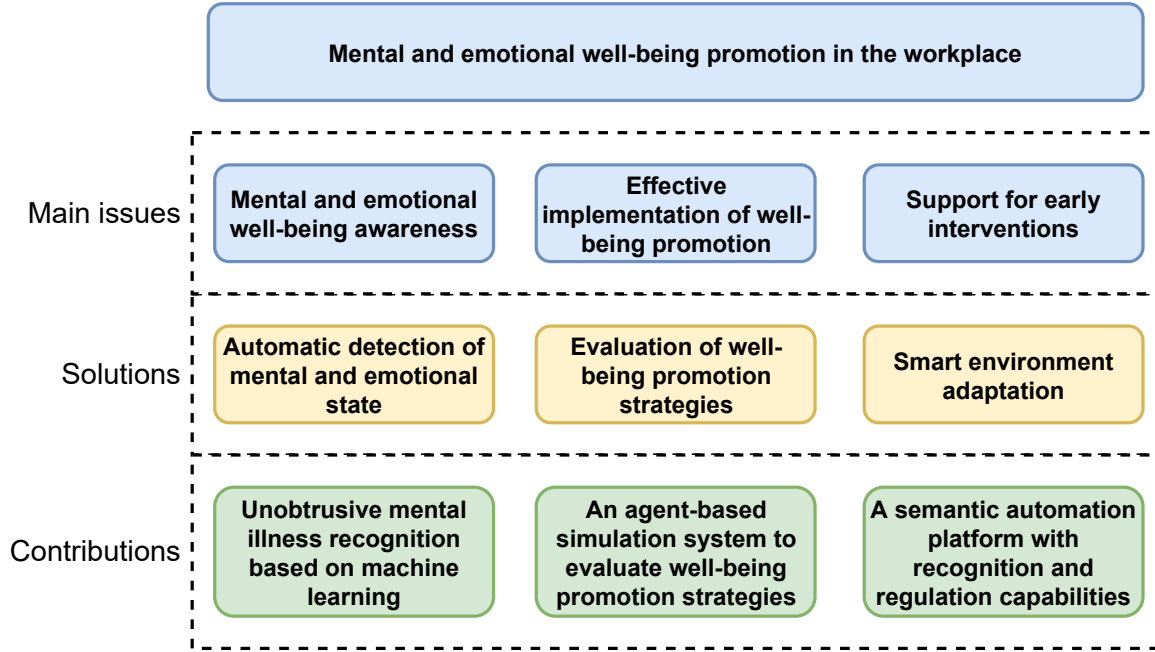 Mental and emotional well-being promotion in the workplace
Main issues
Mental and emotional
well-being awareness
Effective
implementation of well-
being promotion
Support for early
interventions
Solutions
Automatic detection of
mental and emotional
state
Evaluation of well-
being promotion
strategies
Smart environment
adaptation
Contributions
Unobtrusive mental
illness recognition
based on machine
learning
An agent-based
simulation system to
evaluate well-being
promotion strategies
A semantic automation
platform with
recognition and
regulation capabilities